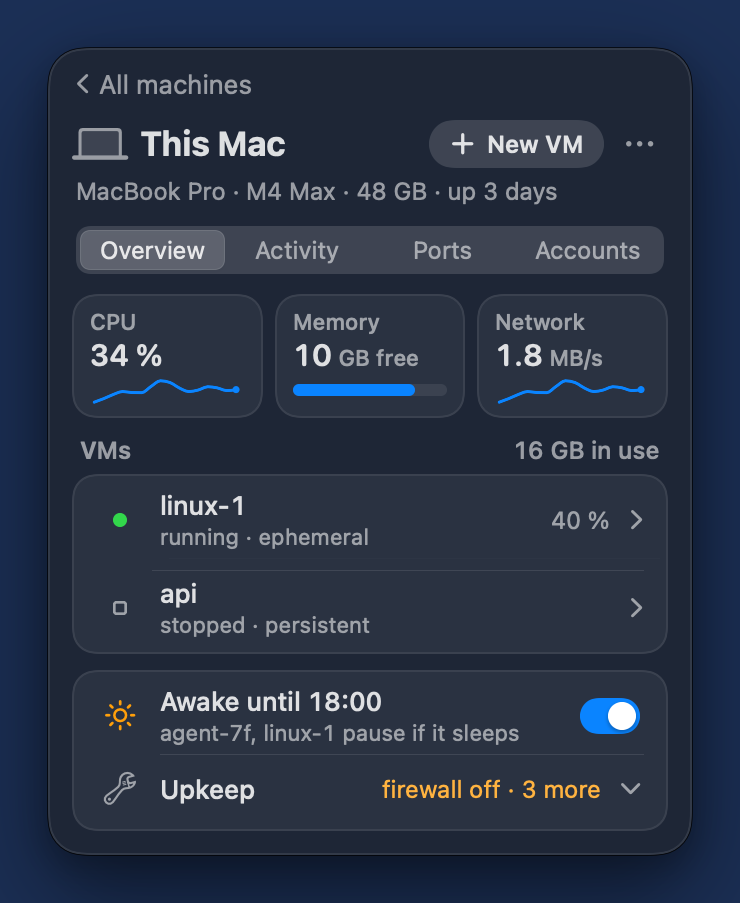 All machines
This Mac
New VM
MacBook Pro · M4 Max · 48 GB · up 3 days
Overview Activity Ports Accounts
CPU Memory Network
34 % 10 GB free 1.8 MB/s
VMs 16 GB in use
linux-1
running · ephemeral
40 %
api
stopped · persistent
Awake until 18:00
agent-7f, linux-1 pause if it sleeps
Upkeep firewall off · 3 more